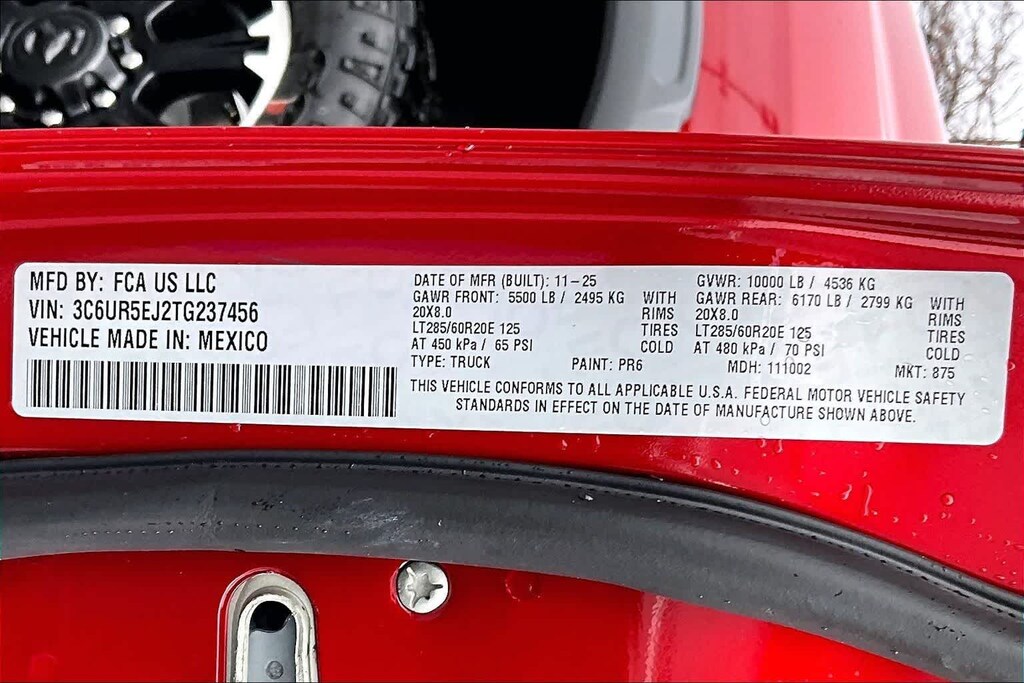 MFD BY: FCA US LLC
VIN: 3C6UR5EJ2TG237456
VEHICLE MADE IN: MEXICO
DATE OF MFR (BUILT): 11-25
GAWR FRONT: 5500 LB / 2495 KG WITH
20X8.0 RIMS
LT285/60R20E 125 TIRES
AT 450 kPa / 65 PSI COLD
TYPE: TRUCK PAINT: PR6
GVWR: 10000 LB / 4536 KG
GAWR REAR: 6170 LB / 2799 KG WITH
20X8.0 RIMS
LT285/60R20E 125 TIRES
AT 480 kPa / 70 PSI COLD
MDH: 111002 MKT: 875
THIS VEHICLE CONFORMS TO ALL APPLICABLE U.S.A. FEDERAL MOTOR VEHICLE SAFETY
STANDARDS IN EFFECT ON THE DATE OF MANUFACTURE SHOWN ABOVE.